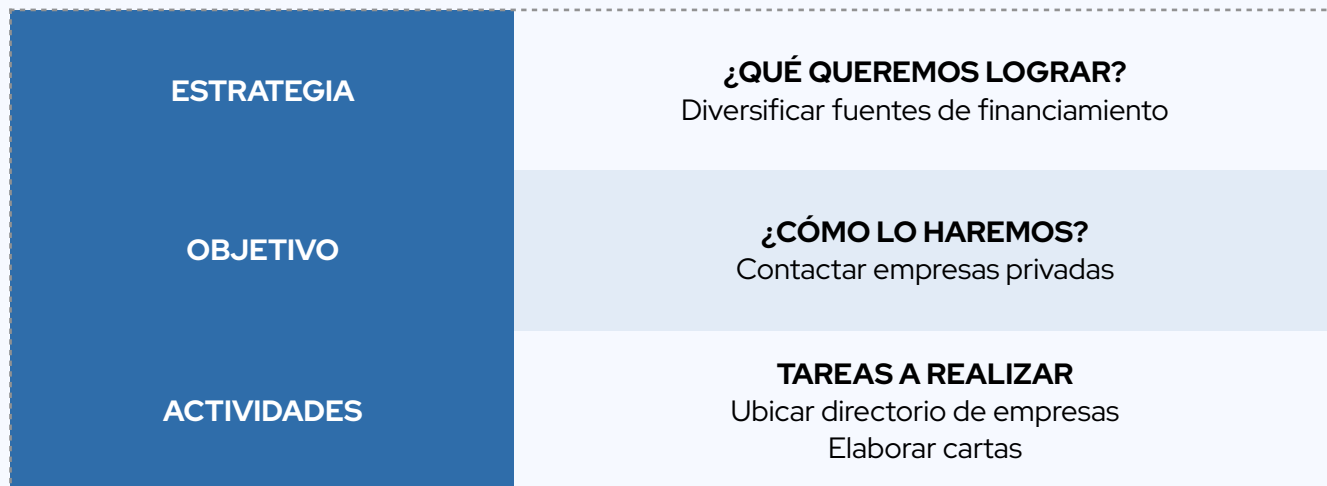 ESTRATEGIA
¿QUÉ QUEREMOS LOGRAR?
Diversificar fuentes de financiamiento
OBJETIVO
¿CÓMO LO HAREMOS?
Contactar empresas privadas
ACTIVIDADES
TAREAS A REALIZAR
Ubicar directorio de empresas
Elaborar cartas